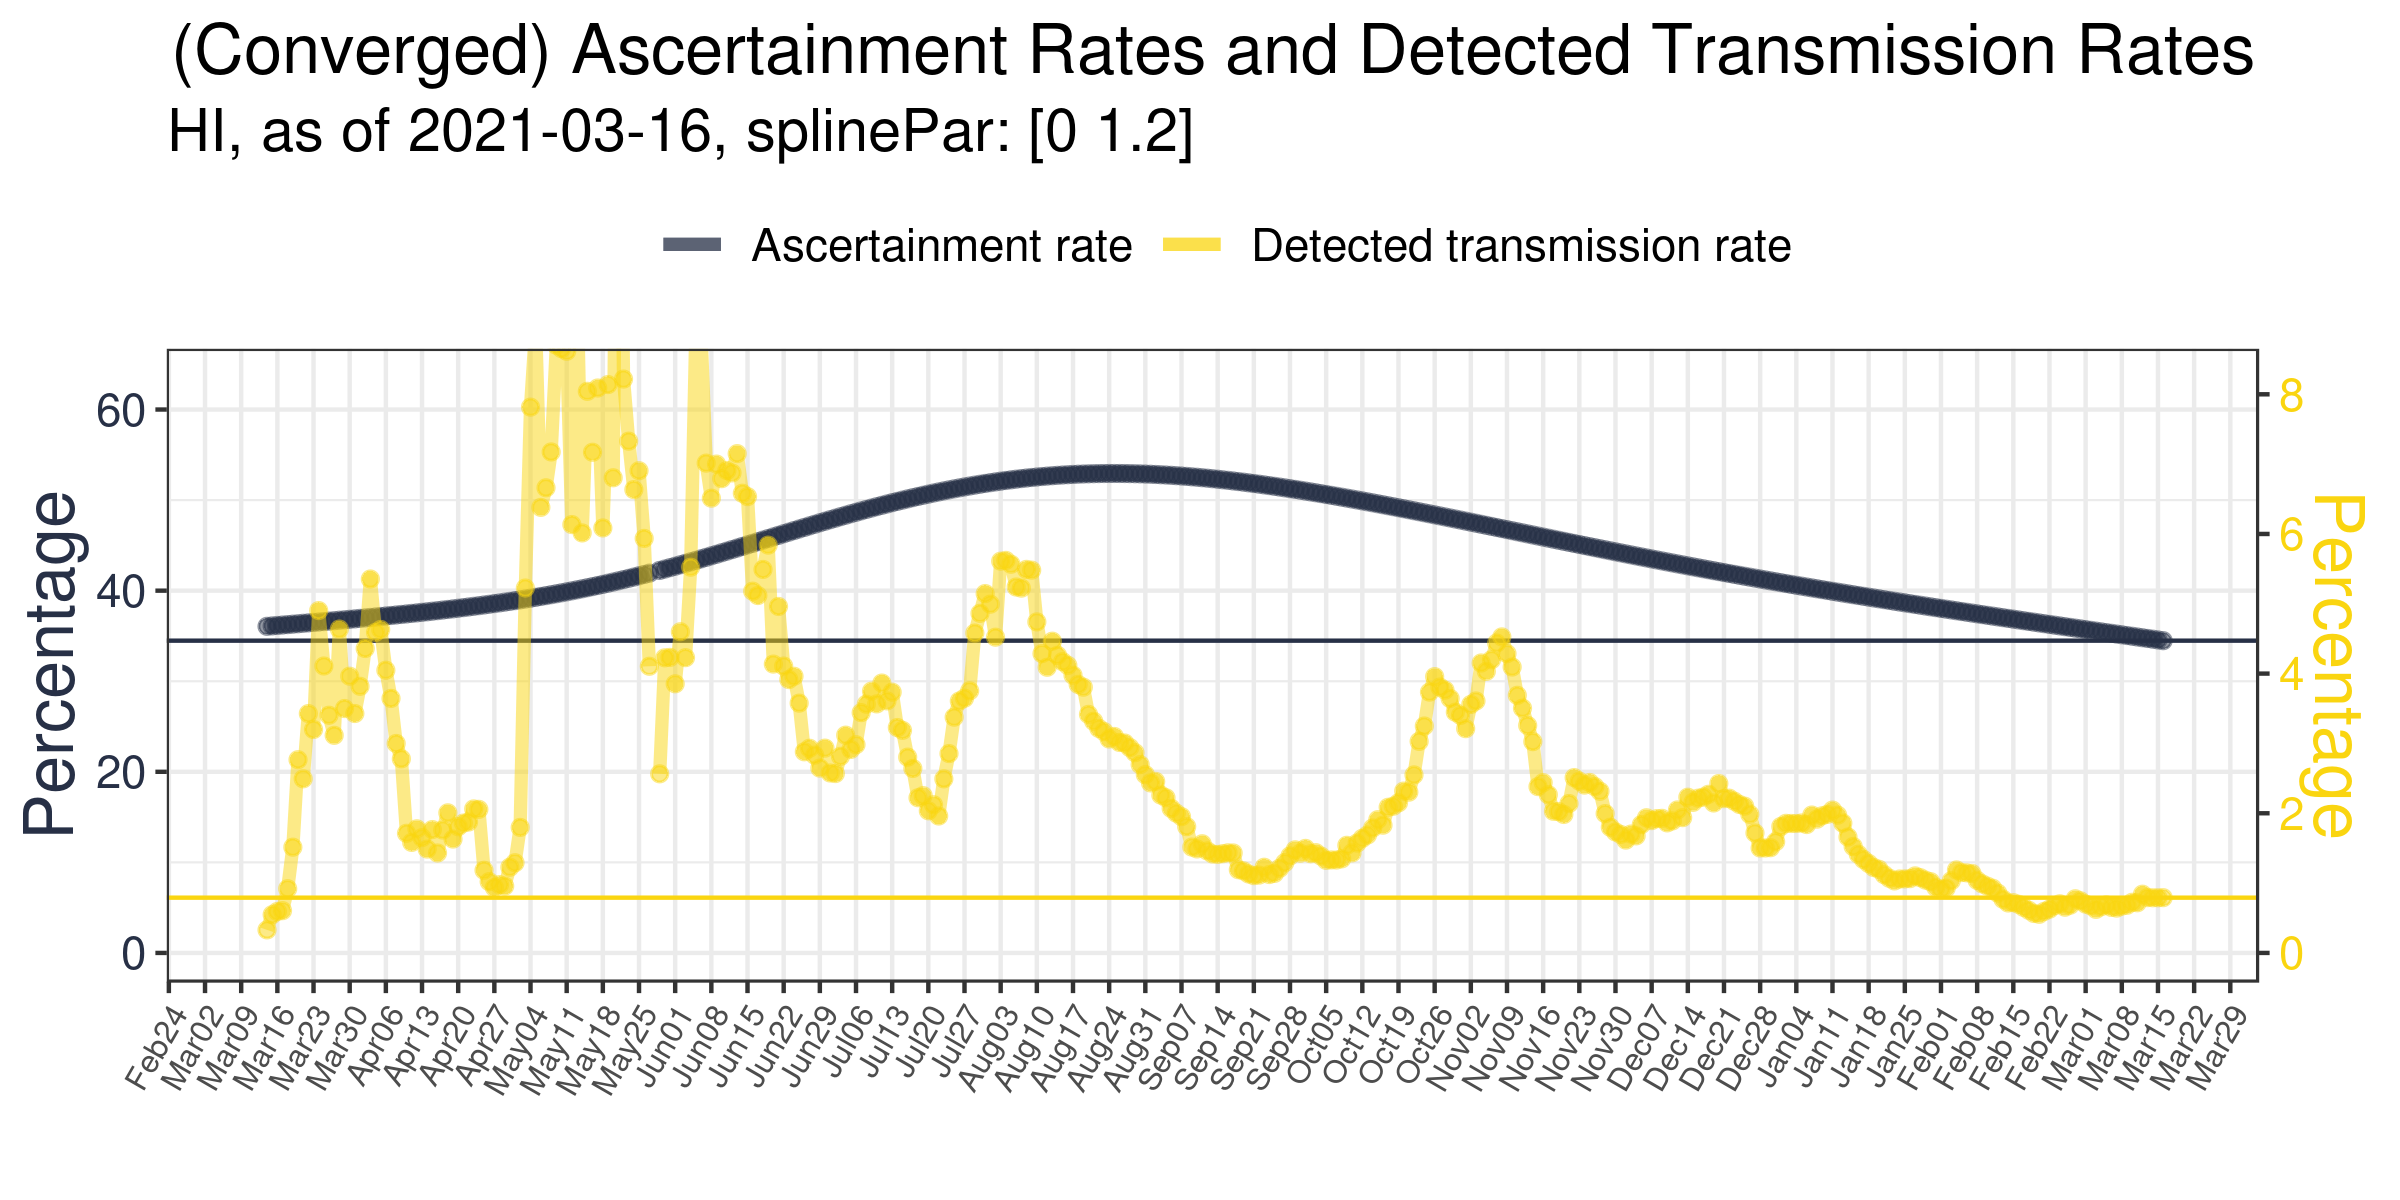 (Converged) Ascertainment Rates and Detected Transmission Rates
HI, as of 2021-03-16, splinePar: [0 1.2]
Ascertainment rate
Detected transmission rate
Percentage
60
40
20
0
8
6
4
2
0
Percentage
Feb24
Mar02
Mar09
Mar16
Mar23
Mar30
Apr06
Apr13
Apr20
Apr27
May04
May11
May18
May25
Jun01
Jun08
Jun15
Jun22
Jun29
Jul06
Jul13
Jul20
Jul27
Aug03
Aug10
Aug17
Aug24
Aug31
Sep07
Sep14
Sep21
Sep28
Oct05
Oct12
Oct19
Oct26
Nov02
Nov09
Nov16
Nov23
Nov30
Dec07
Dec14
Dec21
Dec28
Jan04
Jan11
Jan18
Jan25
Feb01
Feb08
Feb15
Feb22
Mar01
Mar08
Mar15
Mar22
Mar29